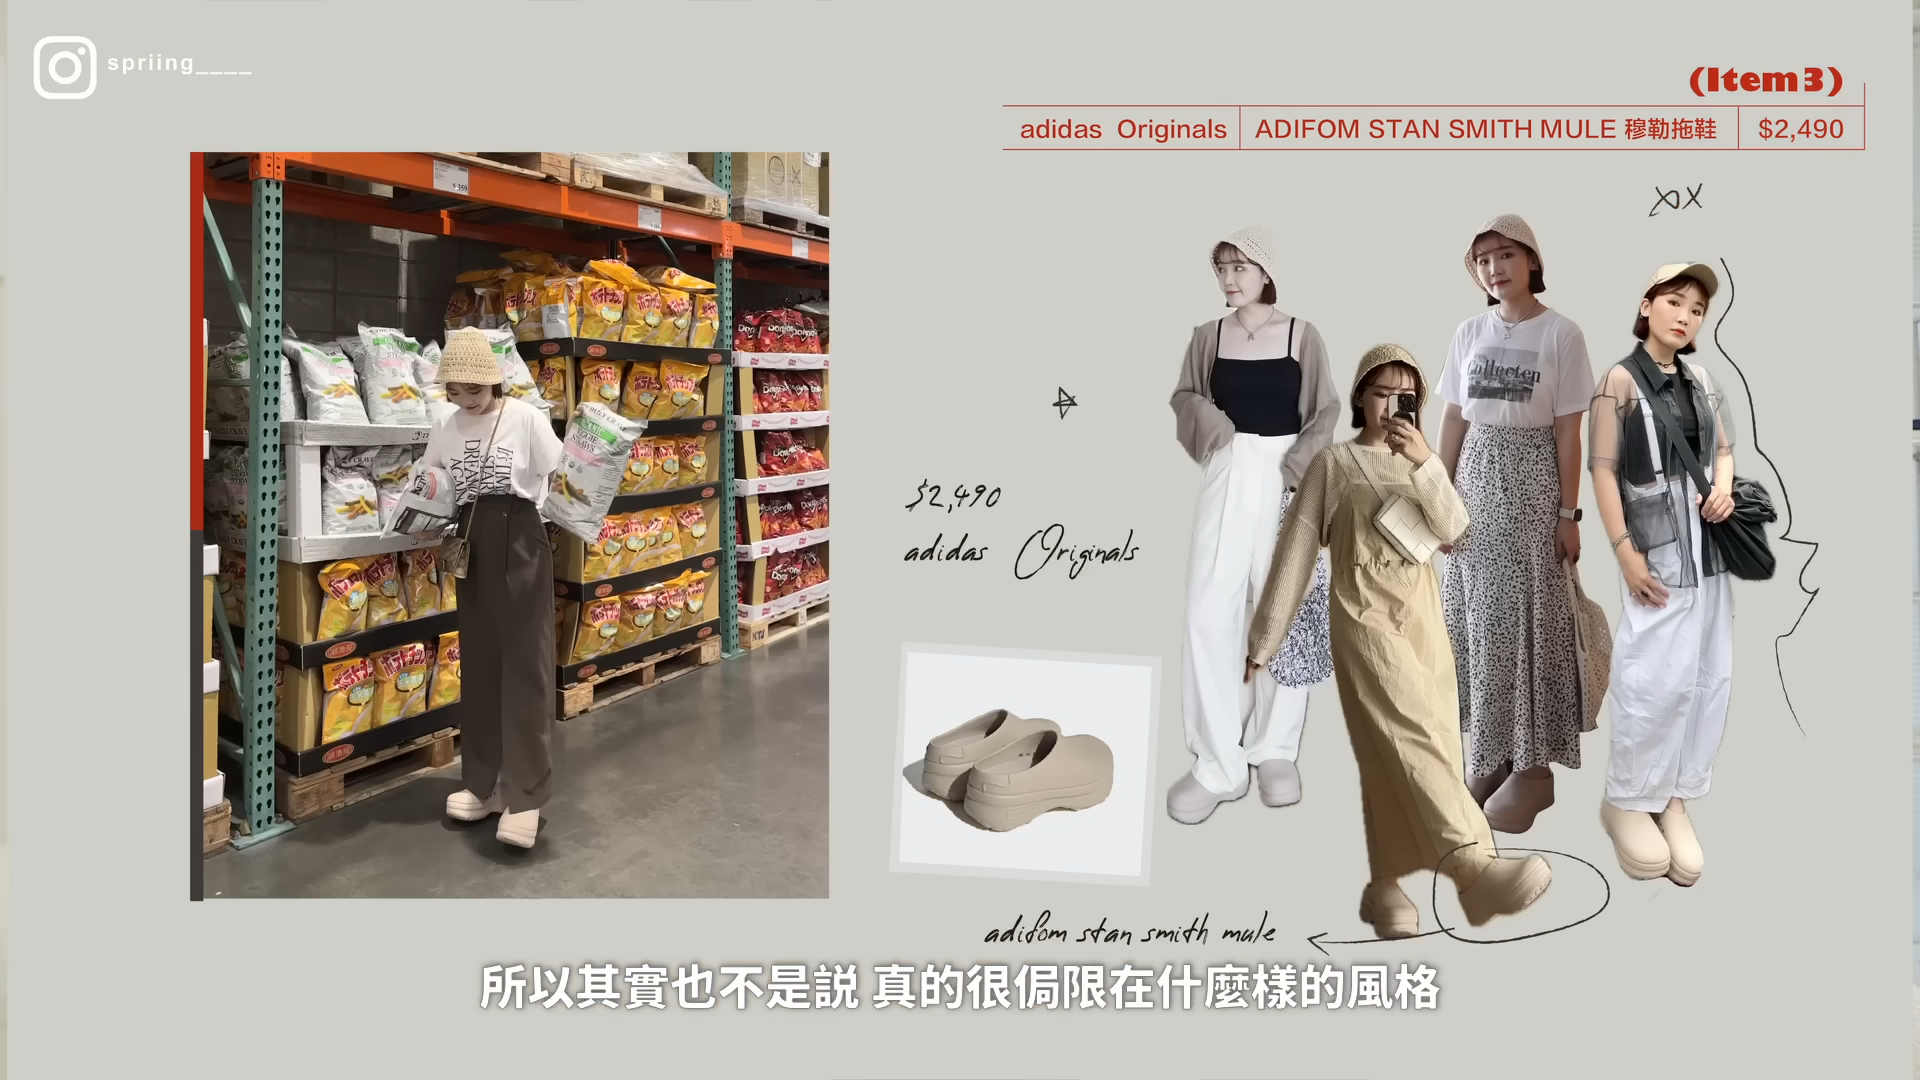 spriing____
(Item3)
adidas Originals
ADIFOM STAN SMITH MULE 穆勒拖鞋
$2,490
Collecten
$2,490
adidas Originals
adifom stan smith mule
所以其實也不是説 真的很侷限在什麼樣的風格